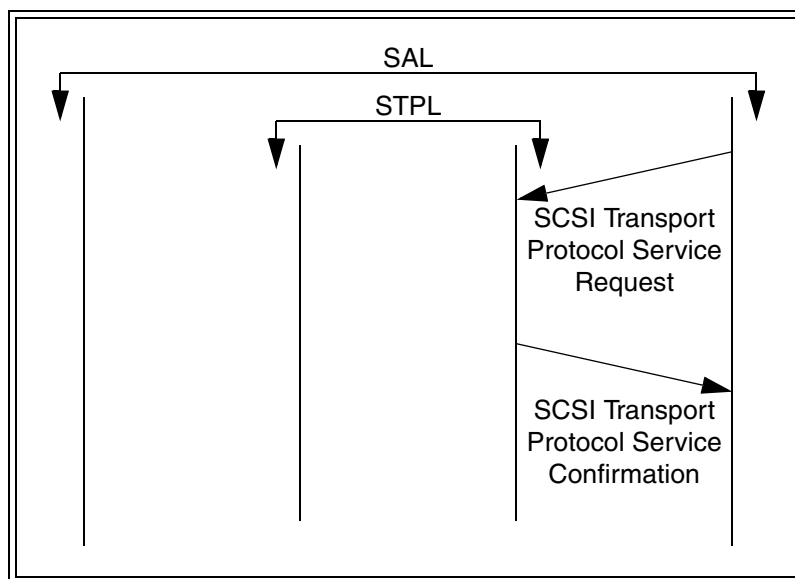 SAL
STPL
SCSI Transport
Protocol Service
Request
SCSI Transport
Protocol Service
Confirmation